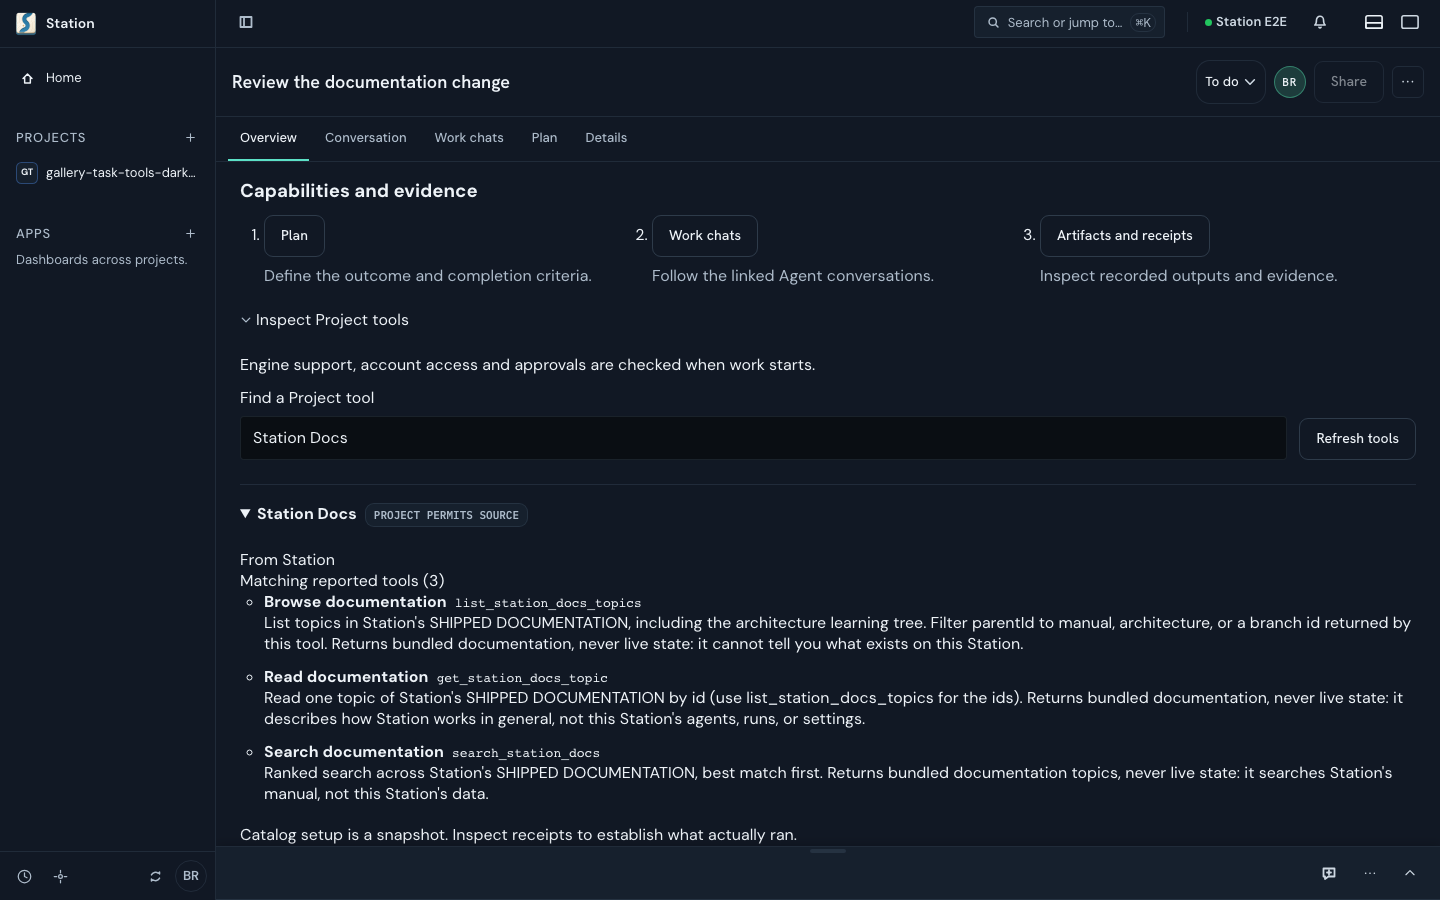 Station
Search or jump to...
⌘K
Station E2E
Home
Review the documentation change
To do
BR
Share
PROJECTS
GT
gallery-task-tools-dark...
APPS
Dashboards across projects.
Overview
Conversation
Work chats
Plan
Details
Capabilities and evidence
1. Plan
Define the outcome and completion criteria.
2. Work chats
Follow the linked Agent conversations.
3. Artifacts and receipts
Inspect recorded outputs and evidence.
Inspect Project tools
Engine support, account access and approvals are checked when work starts.
Find a Project tool
Station Docs
Refresh tools
Station Docs
PROJECT PERMITS SOURCE
From Station
Matching reported tools (3)
Browse documentation list_station_docs_topics
List topics in Station's SHIPPED DOCUMENTATION, including the architecture learning tree. Filter parentId to manual, architecture, or a branch id returned by
this tool. Returns bundled documentation, never live state: it cannot tell you what exists on this Station.
Read documentation get_station_docs_topic
Read one topic of Station's SHIPPED DOCUMENTATION by id (use list_station_docs_topics for the ids). Returns bundled documentation, never live state: it
describes how Station works in general, not this Station's agents, runs, or settings.
Search documentation search_station_docs
Ranked search across Station's SHIPPED DOCUMENTATION, best match first. Returns bundled documentation topics, never live state: it searches Station's
manual, not this Station's data.
Catalog setup is a snapshot. Inspect receipts to establish what actually ran.
BR